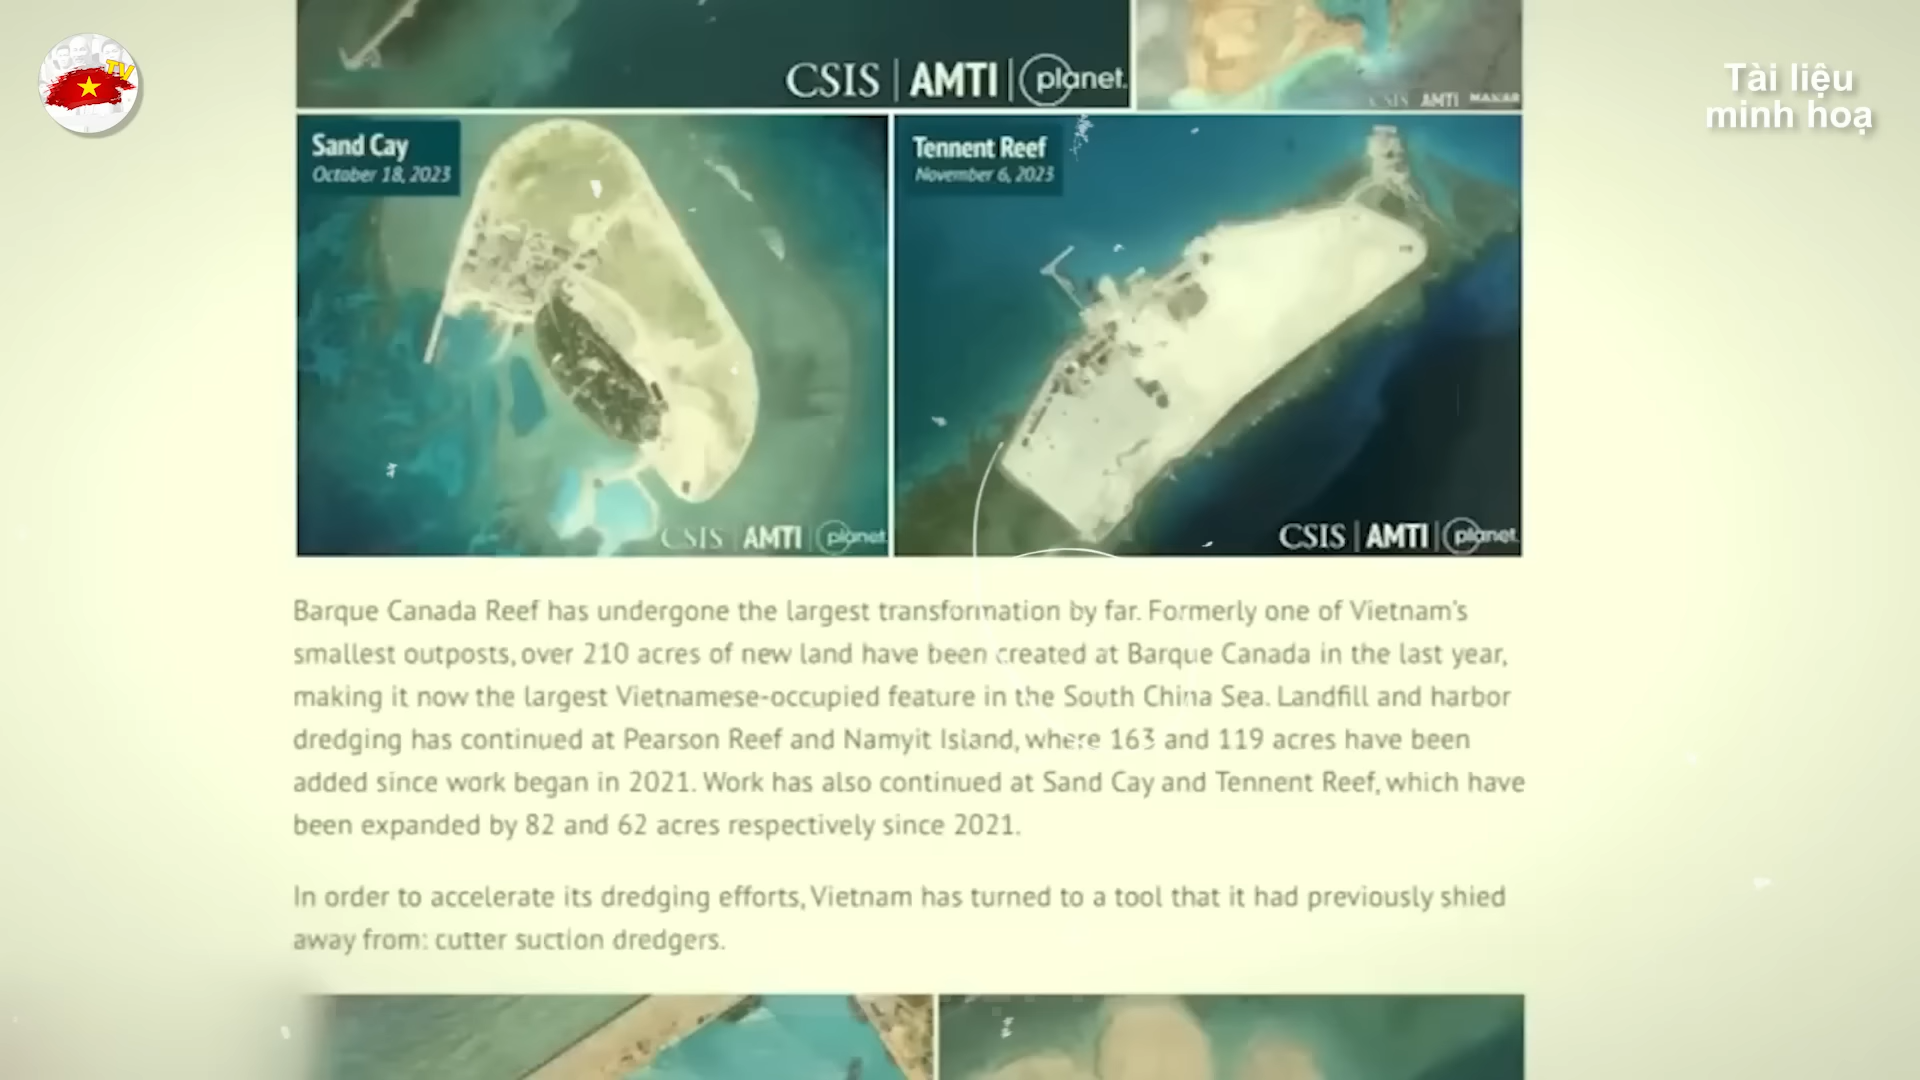 TV
Tài liệu
minh hoạ
CSIS | AMTI | planet.
CSIS AMTI MAXAR
Sand Cay
October 18, 2023
CSIS | AMTI | planet.
Tennent Reef
November 6, 2023
CSIS | AMTI | planet.
Barque Canada Reef has undergone the largest transformation by far. Formerly one of Vietnam's
smallest outposts, over 210 acres of new land have been created at Barque Canada in the last year,
making it now the largest Vietnamese-occupied feature in the South China Sea. Landfill and harbor
dredging has continued at Pearson Reef and Namyit Island, where 163 and 119 acres have been
added since work began in 2021. Work has also continued at Sand Cay and Tennent Reef, which have
been expanded by 82 and 62 acres respectively since 2021.
In order to accelerate its dredging efforts, Vietnam has turned to a tool that it had previously shied
away from: cutter suction dredgers.